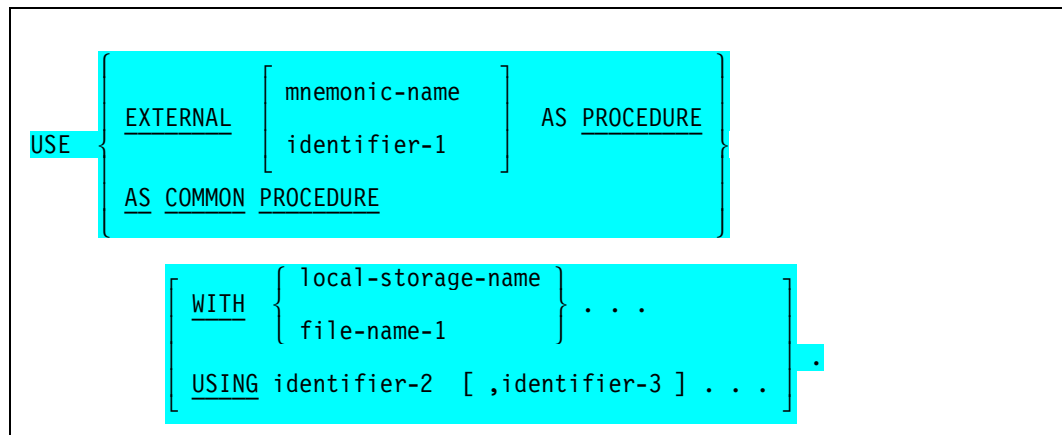 mnemonic-name
EXTERNAL AS PROCEDURE
identifier-1
USE
AS COMMON PROCEDURE
local-storage-name
WITH . . .
file-name-1
USING identifier-2 [ ,identifier-3 ] . . . .